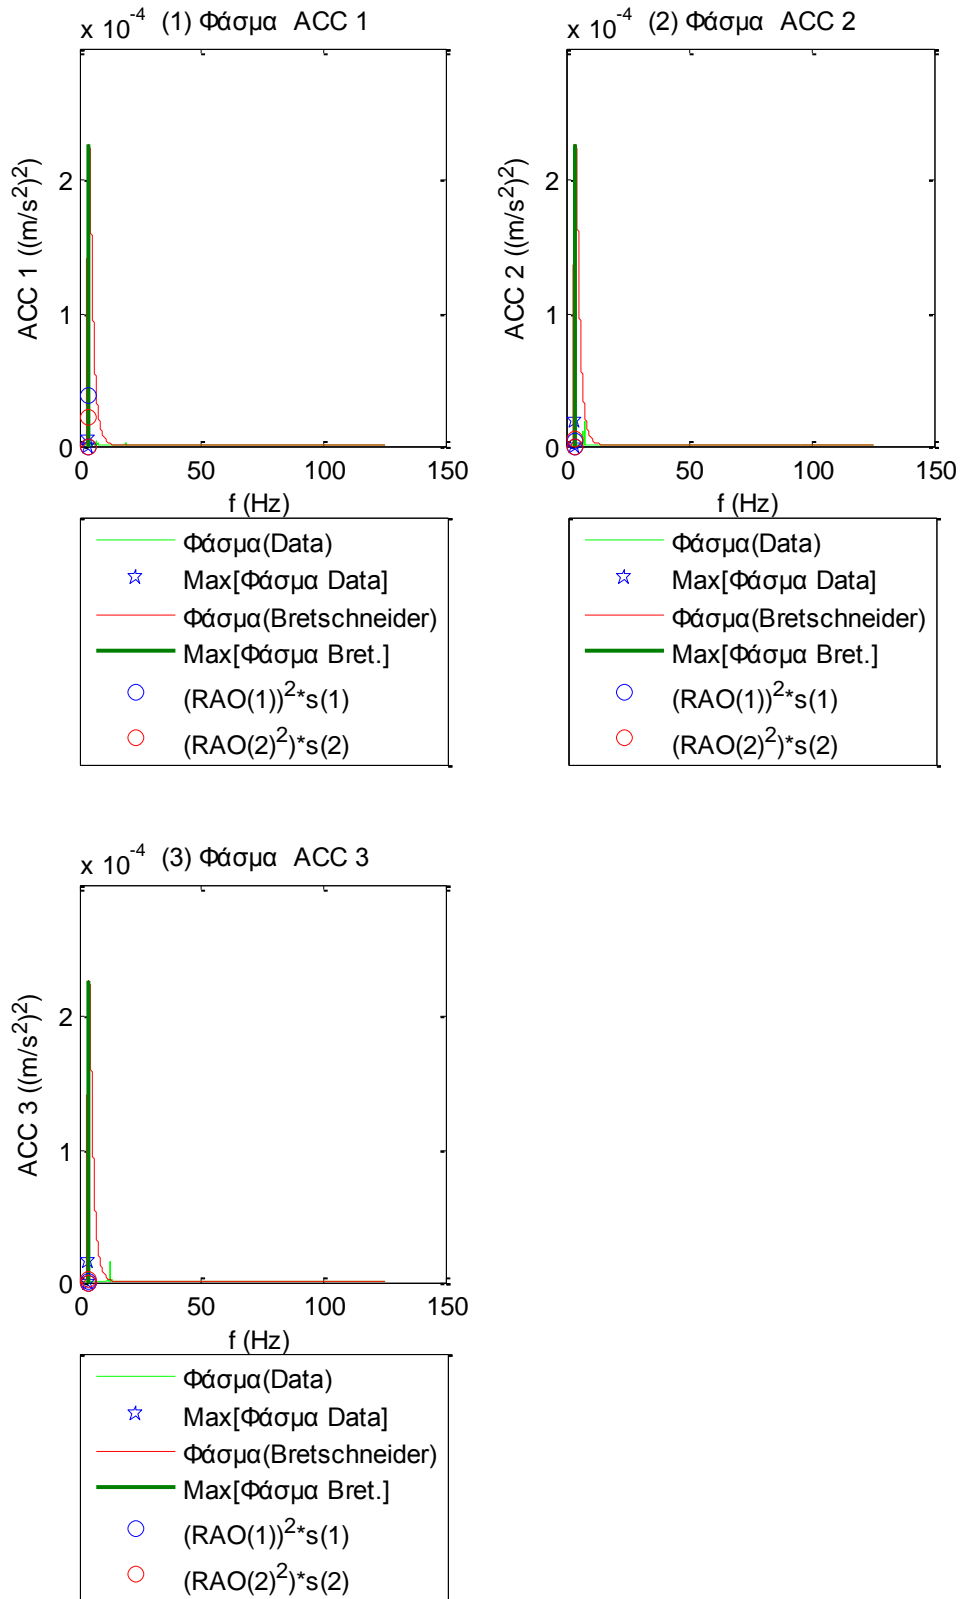 x 10^-4 (1) Φάσμα ACC 1
ACC 1 ((m/s^2)^2)
2
1
0
0 50 100 150
f (Hz)
Φάσμα(Data)
Max[Φάσμα Data]
Φάσμα(Bretschneider)
Max[Φάσμα Bret.]
(RAO(1))^2*s(1)
(RAO(2)^2)*s(2)
x 10^-4 (2) Φάσμα ACC 2
ACC 2 ((m/s^2)^2)
2
1
0
0 50 100 150
f (Hz)
Φάσμα(Data)
Max[Φάσμα Data]
Φάσμα(Bretschneider)
Max[Φάσμα Bret.]
(RAO(1))^2*s(1)
(RAO(2)^2)*s(2)
x 10^-4 (3) Φάσμα ACC 3
ACC 3 ((m/s^2)^2)
2
1
0
0 50 100 150
f (Hz)
Φάσμα(Data)
Max[Φάσμα Data]
Φάσμα(Bretschneider)
Max[Φάσμα Bret.]
(RAO(1))^2*s(1)
(RAO(2)^2)*s(2)